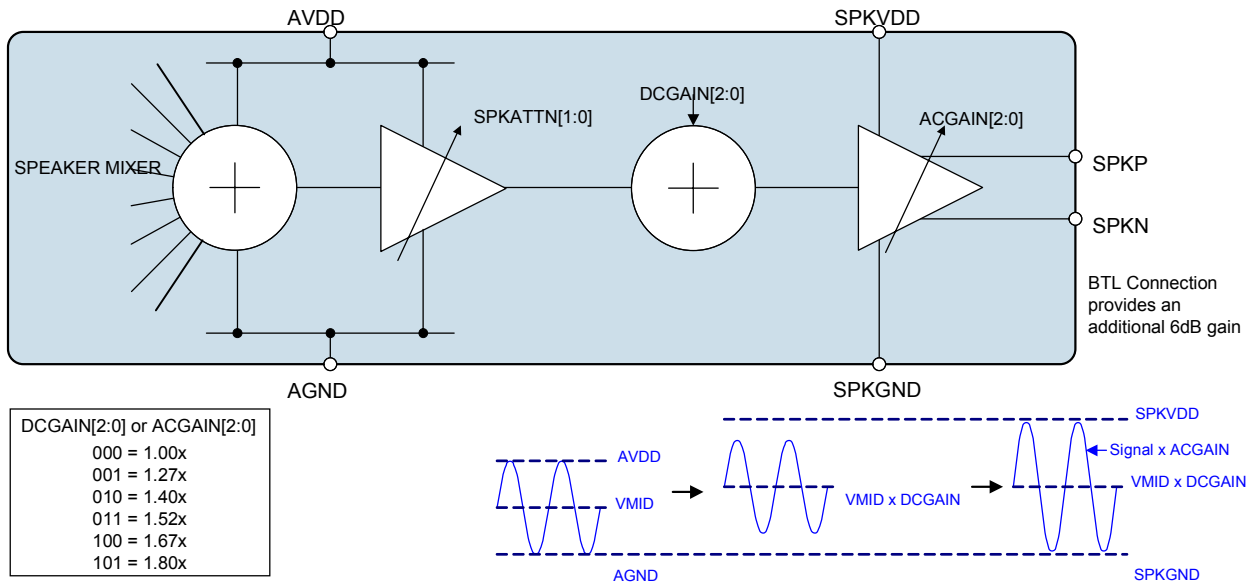 AVDD
SPKVDD
DCGAIN[2:0]
SPKATTN[1:0]
ACGAIN[2:0]
SPEAKER MIXER
SPKP
SPKN
BTL Connection
provides an
additional 6dB gain
AGND
SPKGND
DCGAIN[2:0] or ACGAIN[2:0]
000 = 1.00x
001 = 1.27x
010 = 1.40x
011 = 1.52x
100 = 1.67x
101 = 1.80x
AVDD
VMID
AGND
VMID x DCGAIN
SPKVDD
Signal x ACGAIN
VMID x DCGAIN
SPKGND